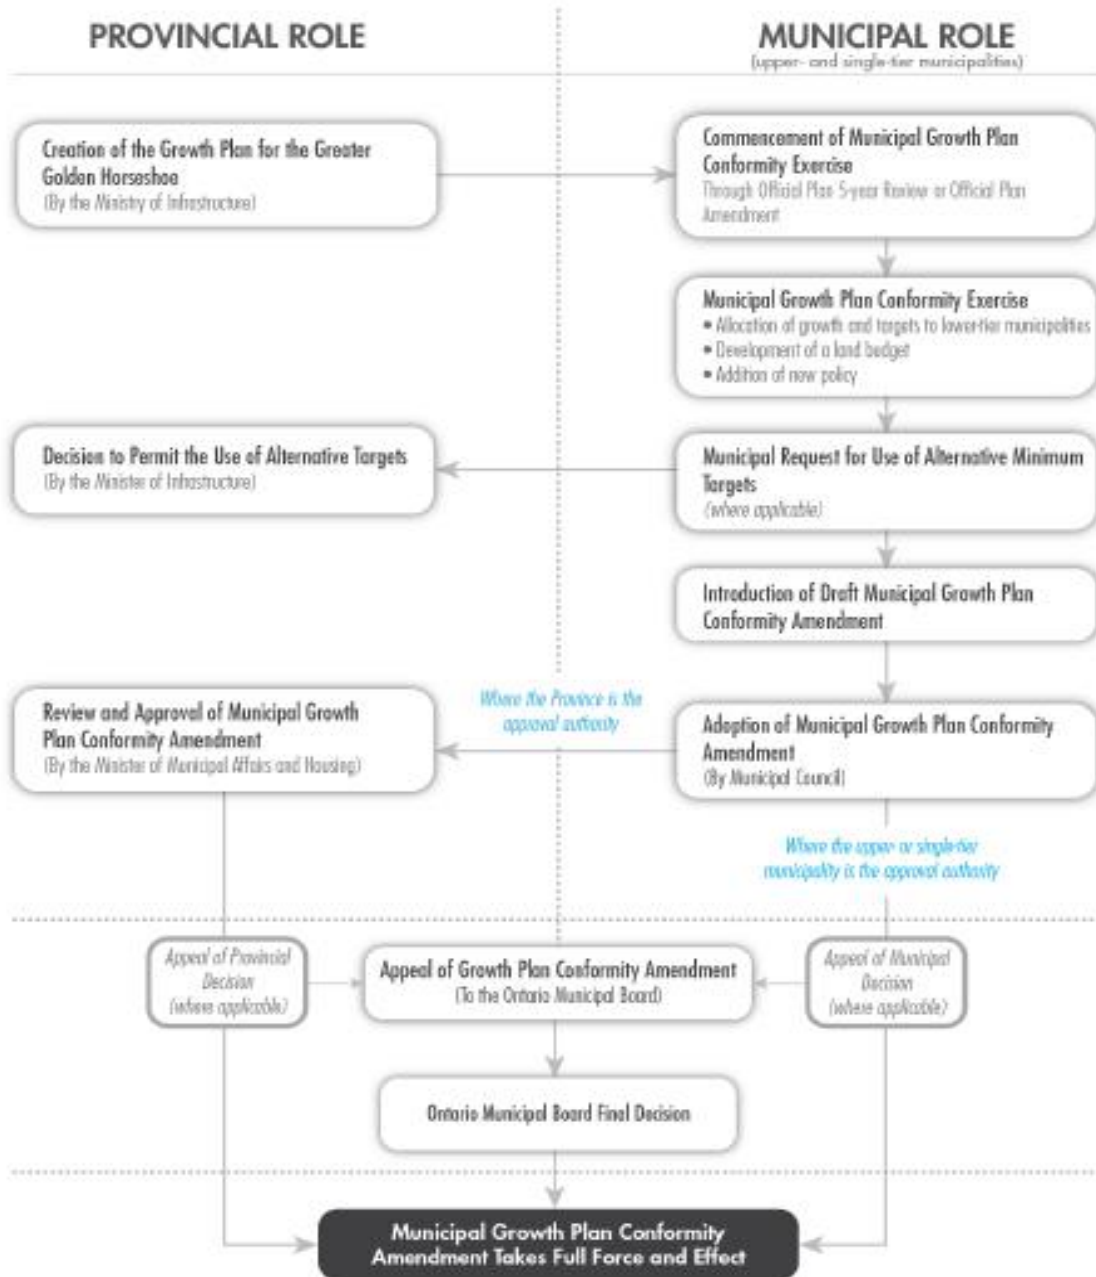 PROVINCIAL ROLE
MUNICIPAL ROLE
(upper- and single-tier municipalities)
Creation of the Growth Plan for the Greater
Golden Horseshoe
(By the Ministry of Infrastructure)
Commencement of Municipal Growth Plan
Conformity Exercise
Through Official Plan 5-year Review or Official Plan
Amendment
Municipal Growth Plan Conformity Exercise
• Allocation of growth and targets to lower-tier municipalities
• Development of a land budget
• Addition of new policy
Decision to Permit the Use of Alternative Targets
(By the Minister of Infrastructure)
Municipal Request for Use of Alternative Minimum
Targets
(where applicable)
Introduction of Draft Municipal Growth Plan
Conformity Amendment
Review and Approval of Municipal Growth
Plan Conformity Amendment
(By the Minister of Municipal Affairs and Housing)
Where the Province is the
approval authority
Adoption of Municipal Growth Plan Conformity
Amendment
(By Municipal Council)
Where the upper- or single-tier
municipality is the approval authority
Appeal of Provincial
Decision
(where applicable)
Appeal of Growth Plan Conformity Amendment
(To the Ontario Municipal Board)
Appeal of Municipal
Decision
(where applicable)
Ontario Municipal Board Final Decision
Municipal Growth Plan Conformity
Amendment Takes Full Force and Effect